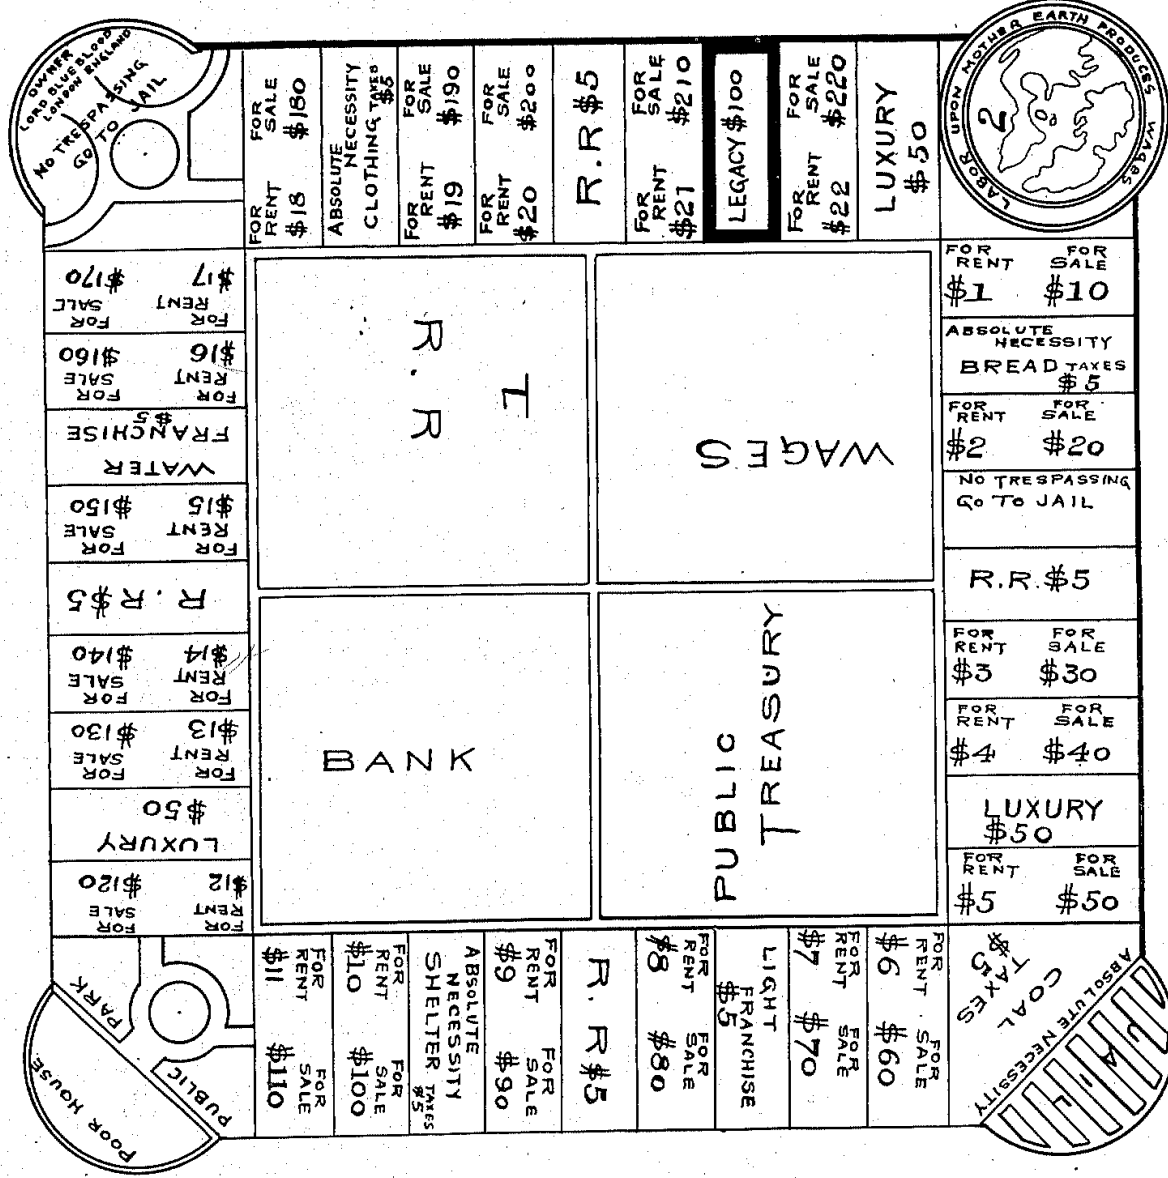 LABOR UPON MOTHER EARTH PRODUCES WAGES
2
FOR RENT
$1
FOR SALE
$10
ABSOLUTE
NECESSITY
BREAD TAXES
$5
FOR RENT
$2
FOR SALE
$20
NO TRESPASSING
GO TO JAIL
R.R. $5
FOR RENT
$3
FOR SALE
$30
FOR RENT
$4
FOR SALE
$40
LUXURY
$50
FOR RENT
$5
FOR SALE
$50
ABSOLUTE NECESSITY
COAL
TAXES
$5
JAIL
FOR RENT
$6
FOR SALE
$60
FOR RENT
$7
FOR SALE
$70
LIGHT
FRANCHISE
$5
FOR RENT
$8
FOR SALE
$80
R. R $5
FOR RENT
$9
FOR SALE
$90
ABSOLUTE
NECESSITY
SHELTER TAXES
$5
FOR RENT
$10
FOR SALE
$100
FOR RENT
$11
FOR SALE
$110
PUBLIC
PARK
POOR HOUSE
FOR RENT
$12
FOR SALE
$120
LUXURY
$50
FOR RENT
$13
FOR SALE
$130
FOR RENT
$14
FOR SALE
$140
R. R $5
FOR RENT
$15
FOR SALE
$150
WATER
FRANCHISE
$5
FOR RENT
$16
FOR SALE
$160
FOR RENT
$17
FOR SALE
$170
OWNER
LORD BLUEBLOOD
LONDON ENGLAND
NO TRESPASSING
GO TO JAIL
FOR RENT
$18
FOR SALE
$180
ABSOLUTE
NECESSITY
CLOTHING TAXES
$5
FOR RENT
$19
FOR SALE
$190
FOR RENT
$20
FOR SALE
$200
R.R $5
FOR RENT
$21
FOR SALE
$210
LEGACY $100
FOR RENT
$22
FOR SALE
$220
LUXURY
$50
R. R
1
WAGES
BANK
PUBLIC
TREASURY